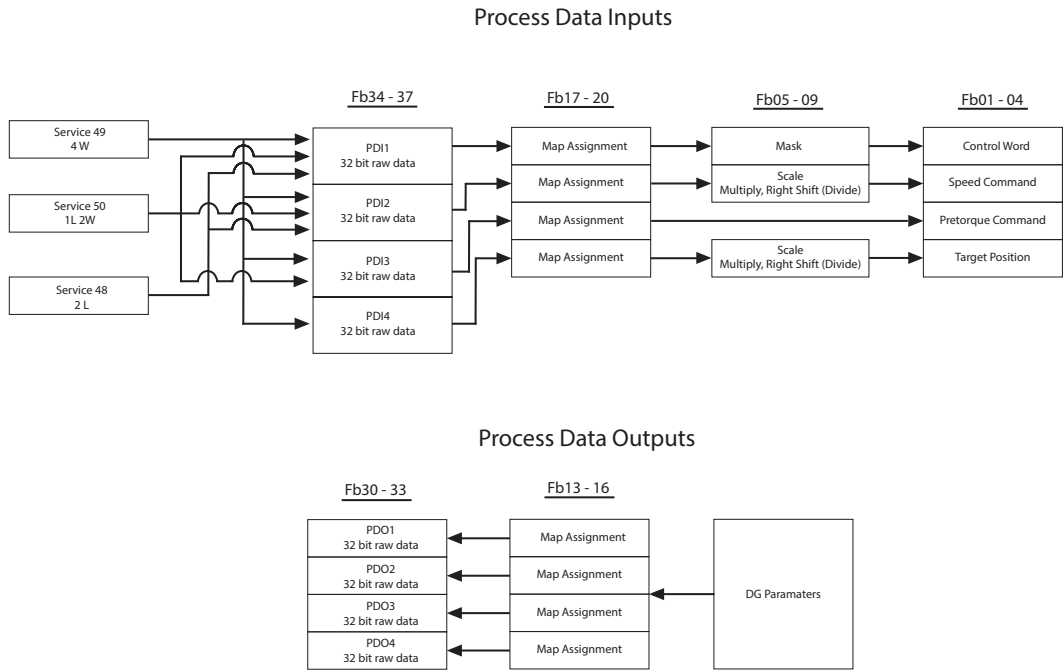 Process Data Inputs
Fb34 - 37
Fb17 - 20
Fb05 - 09
Fb01 - 04
Service 49
4 W
Service 50
1L 2W
Service 48
2 L
PDI1
32 bit raw data
PDI2
32 bit raw data
PDI3
32 bit raw data
PDI4
32 bit raw data
Map Assignment
Map Assignment
Map Assignment
Map Assignment
Mask
Scale
Multiply, Right Shift (Divide)
Scale
Multiply, Right Shift (Divide)
Control Word
Speed Command
Pretorque Command
Target Position
Process Data Outputs
Fb30 - 33
Fb13 - 16
PDO1
32 bit raw data
PDO2
32 bit raw data
PDO3
32 bit raw data
PDO4
32 bit raw data
Map Assignment
Map Assignment
Map Assignment
Map Assignment
DG Paramaters